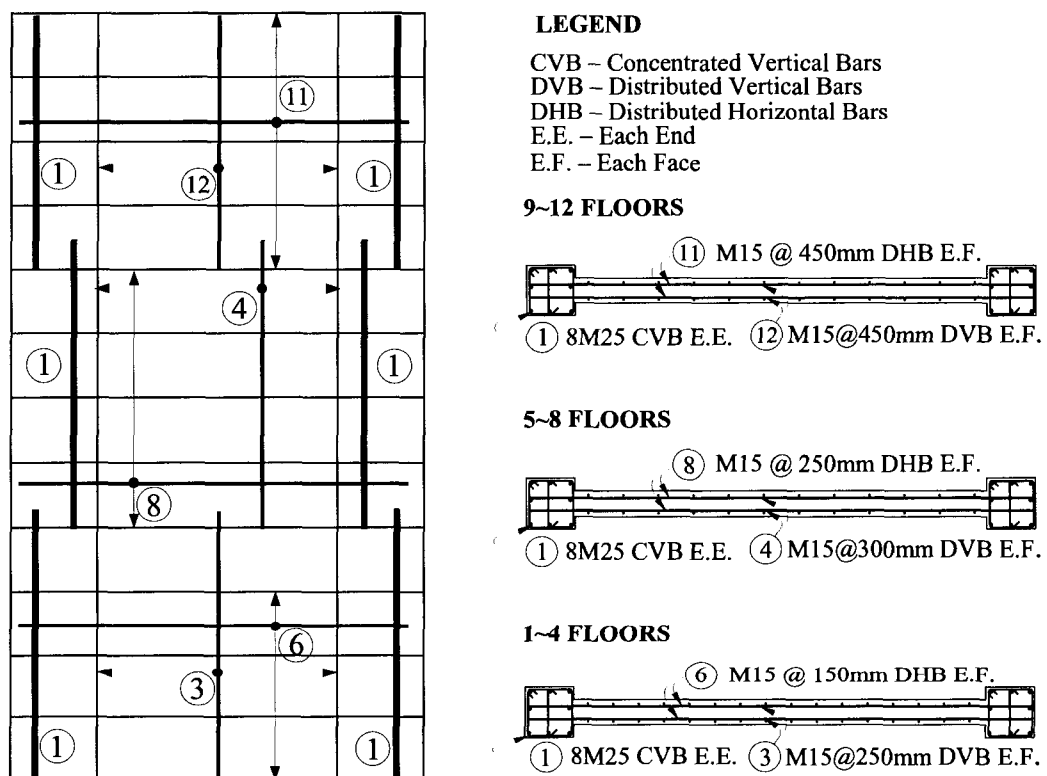 LEGEND
CVB – Concentrated Vertical Bars
DVB – Distributed Vertical Bars
DHB – Distributed Horizontal Bars
E.E. – Each End
E.F. – Each Face
9~12 FLOORS
11 M15 @ 450mm DHB E.F.
1 8M25 CVB E.E. 12 M15@450mm DVB E.F.
5~8 FLOORS
8 M15 @ 250mm DHB E.F.
1 8M25 CVB E.E. 4 M15@300mm DVB E.F.
1~4 FLOORS
6 M15 @ 150mm DHB E.F.
1 8M25 CVB E.E. 3 M15@250mm DVB E.F.
11
1 12 1
4
1 1
8
6
3
1 1